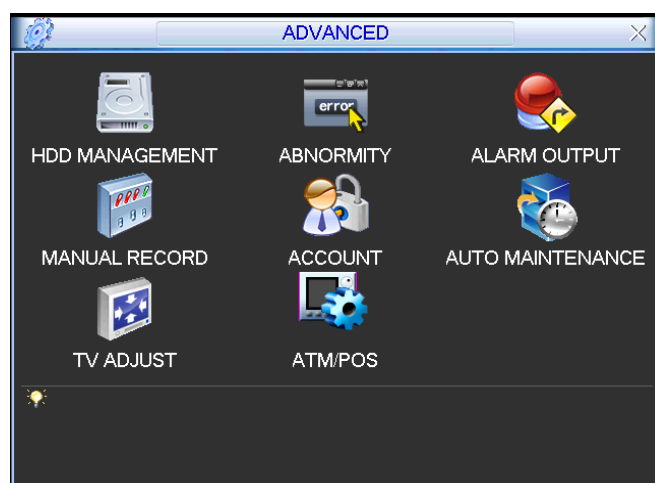 ADVANCED
HDD MANAGEMENT
ABNORMITY
ALARM OUTPUT
error
MANUAL RECORD
ACCOUNT
AUTO MAINTENANCE
TV ADJUST
ATM/POS